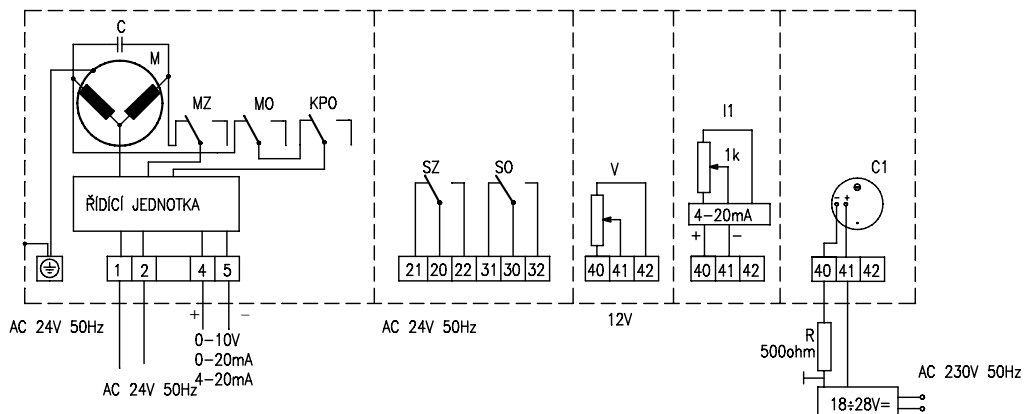 C
M
MZ
MO
KPO
ŘÍDÍCÍ JEDNOTKA
1 2 4 5
AC 24V 50Hz
+ −
0−10V
0−20mA
4−20mA
AC 24V 50Hz
SZ
SO
21 20 22 31 30 32
AC 24V 50Hz
V
40 41 42
12V
I1
1k
4−20mA
+ −
40 41 42
C1
− +
40 41 42
R
500ohm
AC 230V 50Hz
18÷28V=